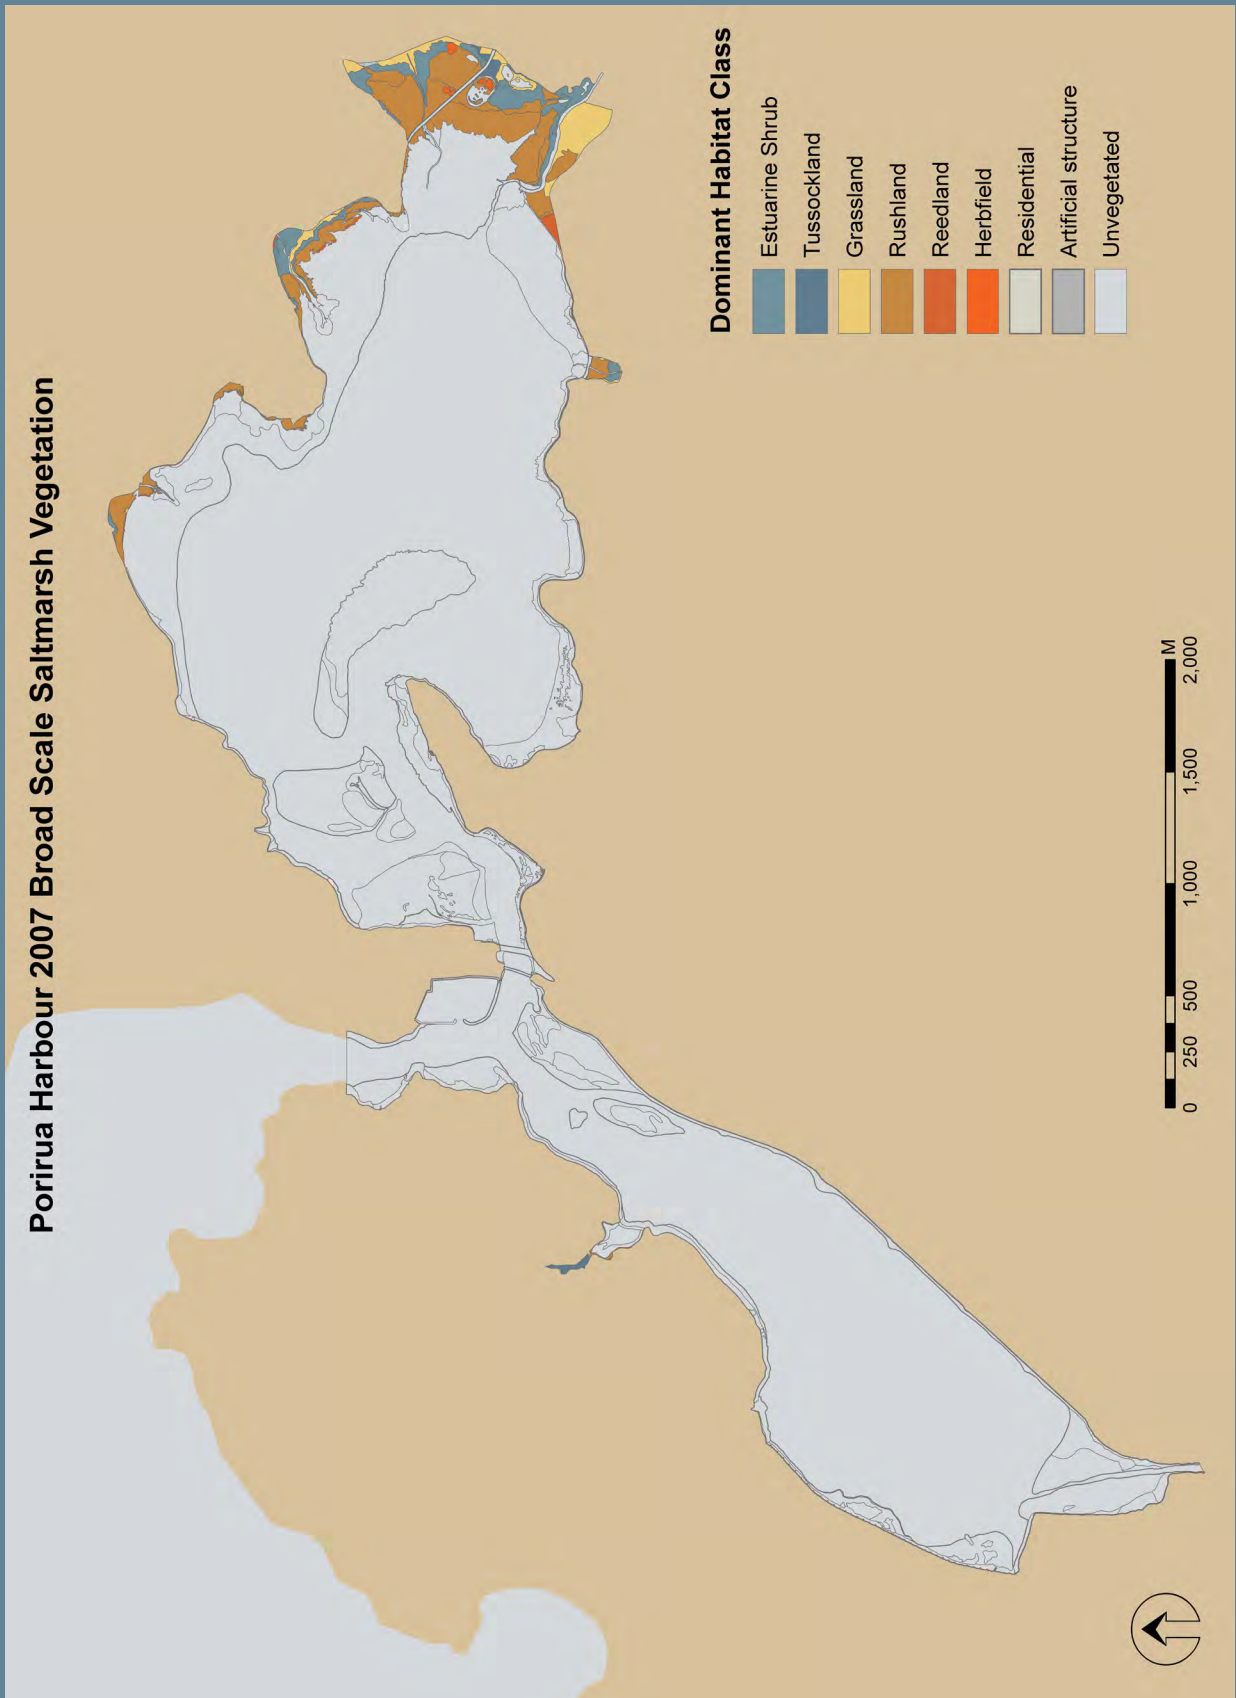 Porirua Harbour 2007 Broad Scale Saltmarsh Vegetation
Dominant Habitat Class
Estuarine Shrub
Tussockland
Grassland
Rushland
Reedland
Herbfield
Residential
Artificial structure
Unvegetated
0 250 500 1,000 1,500 2,000 M